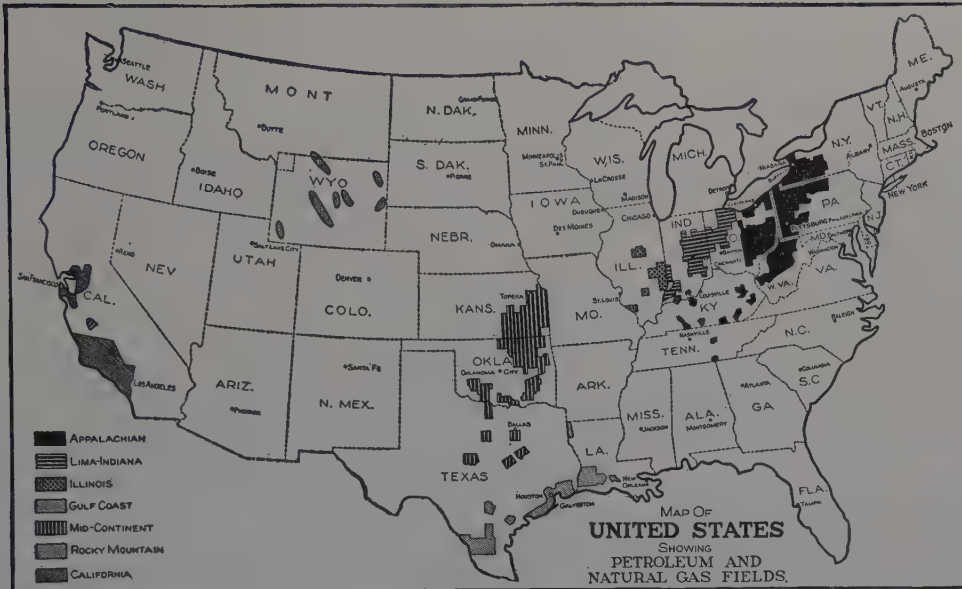 SEATTLE
WASH
PORTLAND
OREGON
MONT
BUTTE
BOISE
IDAHO
WYO
N. DAK.
S. DAK.
PIERRE
MINN.
MINNEAPOLIS
ST. PAUL
WIS.
LACROSSE
MADISON
MICH
DETROIT
ME.
AUGUSTA
VT.
N.H.
BOSTON
MASS.
CT.
N.Y.
ALBANY
NIAGARA
NEW YORK
PA
PITTSBURG
PHILADELPHIA
N.J.
MD.
WASHINGTON
CLEVELAND
DAYTON
CINCINNATI
IND.
W. VA.
VA.
IOWA
DUBUQUE
DES MOINES
CHICAGO
ILL.
NEBR.
OMAHA
NEV
RENO
UTAH
SALT LAKE CITY
COLO.
DENVER
KANS.
TOPEKA
MO.
ST. LOUIS
LOUISVILLE
KY
SAN FRANCISCO
CAL.
LOS ANGELES
ARIZ.
PHOENIX
N. MEX.
SANTA FE
OKLA
OKLAHOMA CITY
ARK.
NASHVILLE
TENN.
N.C.
RALEIGH
COLUMBIA
S.C
ATLANTA
GA
ALA.
MONTGOMERY
MISS.
JACKSON
LA.
NEW ORLEANS
DALLAS
TEXAS
HOUSTON
GALVESTON
FLA.
TAMPA
APPALACHIAN
LIMA-INDIANA
ILLINOIS
GULF COAST
MID-CONTINENT
ROCKY MOUNTAIN
CALIFORNIA
MAP OF
UNITED STATES
SHOWING
PETROLEUM AND
NATURAL GAS FIELDS.